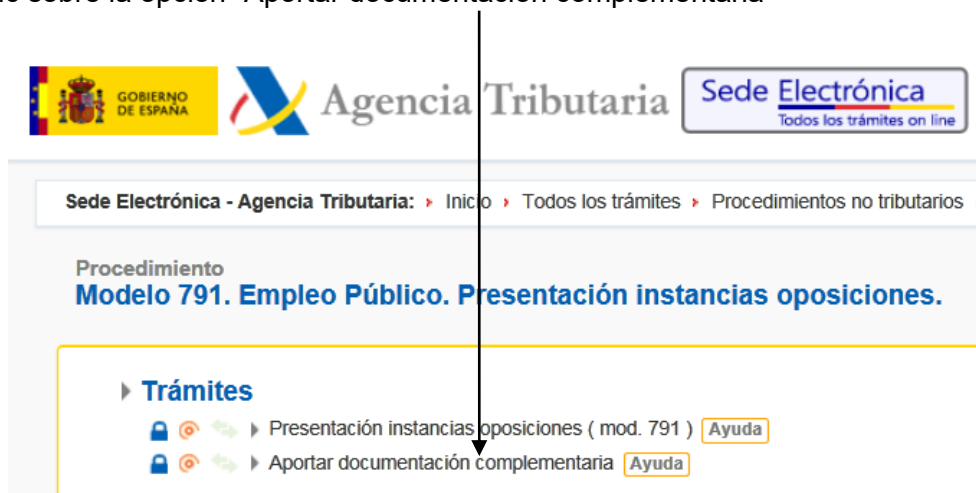 sobre la opción "Aportar documentación complementaria"
GOBIERNO
DE ESPAÑA
Agencia Tributaria
Sede Electrónica
Todos los trámites on line
Sede Electrónica - Agencia Tributaria: Inicio Todos los trámites Procedimientos no tributarios
Procedimiento
Modelo 791. Empleo Público. Presentación instancias oposiciones.
Trámites
Presentación instancias oposiciones ( mod. 791 ) Ayuda
Aportar documentación complementaria Ayuda